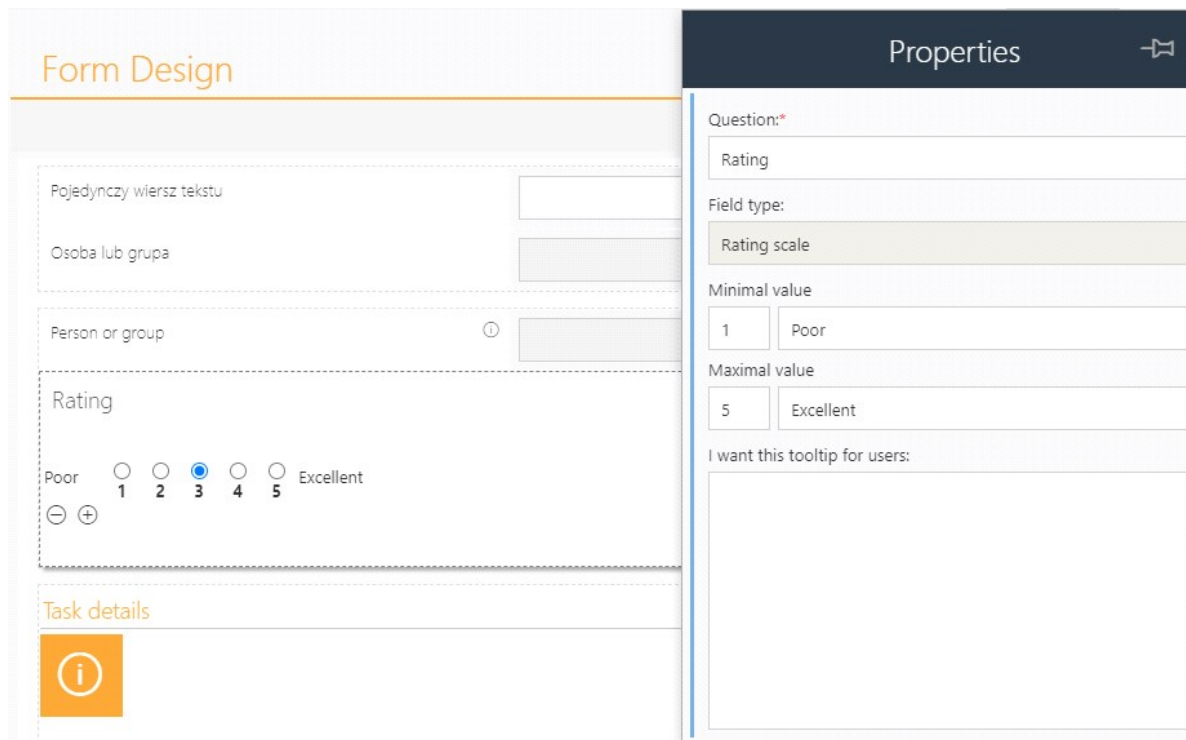 Form Design
Pojedynczy wiersz tekstu
Osoba lub grupa
Person or group
Rating
Poor Excellent
1 2 3 4 5
Task details
Properties
Question:*
Rating
Field type:
Rating scale
Minimal value
1 Poor
Maximal value
5 Excellent
I want this tooltip for users: